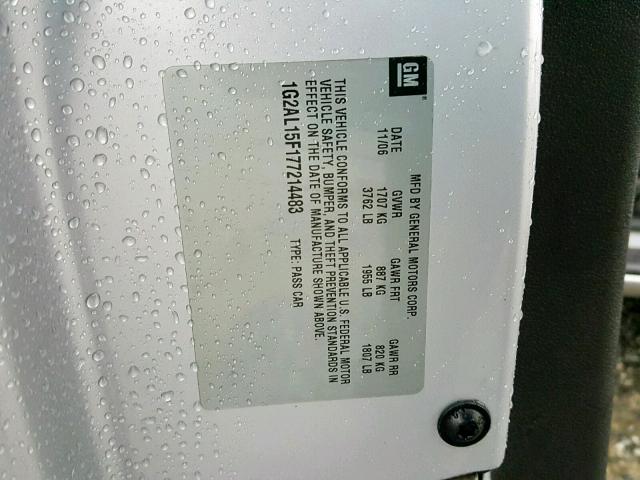 GM
MFD BY GENERAL MOTORS CORP.
DATE GVWR GAWR FRT GAWR RR
11/06 1707 KG 887 KG 820 KG
3762 LB 1955 LB 1807 LB
THIS VEHICLE CONFORMS TO ALL APPLICABLE U.S. FEDERAL MOTOR
VEHICLE SAFETY, BUMPER, AND THEFT PREVENTION STANDARDS IN
EFFECT ON THE DATE OF MANUFACTURE SHOWN ABOVE.
1G2AL15F177214483 TYPE: PASS CAR